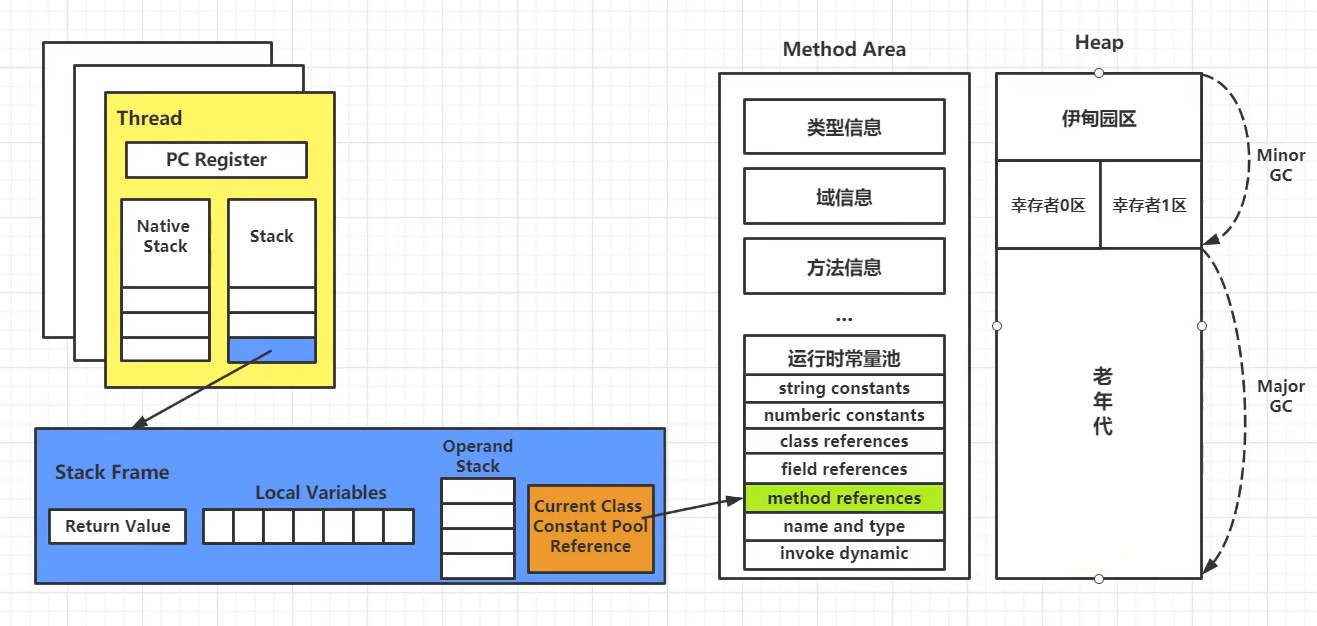 Thread
PC Register
Native
Stack
Stack
Stack Frame
Return Value
Local Variables
Operand
Stack
Current Class
Constant Pool
Reference
Method Area
类型信息
域信息
方法信息
...
运行时常量池
string constants
numberic constants
class references
field references
method references
name and type
invoke dynamic
Heap
伊甸园区
幸存者0区
幸存者1区
老
年
代
Minor
GC
Major
GC